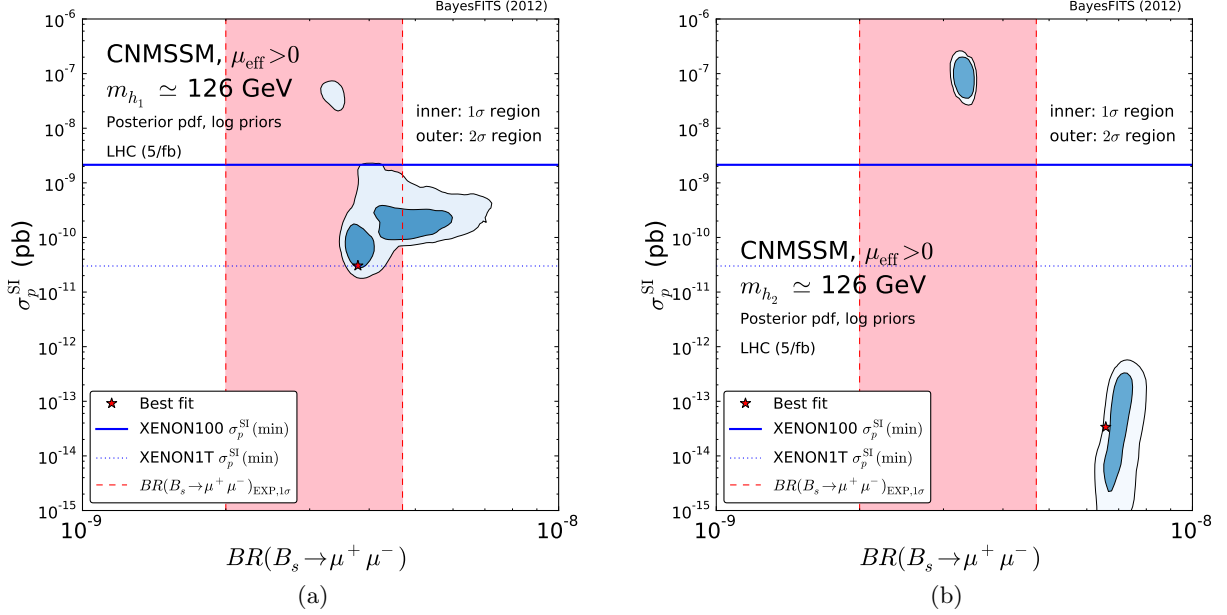 BayesFITS (2012)
CNMSSM, μ_eff >0
m_h₁ ≃ 126 GeV
Posterior pdf, log priors
LHC (5/fb)
inner: 1σ region
outer: 2σ region
10⁻⁶
10⁻⁷
10⁻⁸
10⁻⁹
10⁻¹⁰
10⁻¹¹
10⁻¹²
10⁻¹³
10⁻¹⁴
10⁻¹⁵
σ_p^SI (pb)
Best fit
XENON100 σ_p^SI(min)
XENON1T σ_p^SI(min)
BR(B_s→μ⁺ μ⁻)_EXP,1σ
10⁻⁹
10⁻⁸
BR(B_s→μ⁺ μ⁻)
(a)
BayesFITS (2012)
inner: 1σ region
outer: 2σ region
CNMSSM, μ_eff >0
m_h₂ ≃ 126 GeV
Posterior pdf, log priors
LHC (5/fb)
10⁻⁶
10⁻⁷
10⁻⁸
10⁻⁹
10⁻¹⁰
10⁻¹¹
10⁻¹²
10⁻¹³
10⁻¹⁴
10⁻¹⁵
σ_p^SI (pb)
Best fit
XENON100 σ_p^SI(min)
XENON1T σ_p^SI(min)
BR(B_s→μ⁺ μ⁻)_EXP,1σ
10⁻⁹
10⁻⁸
BR(B_s→μ⁺ μ⁻)
(b)